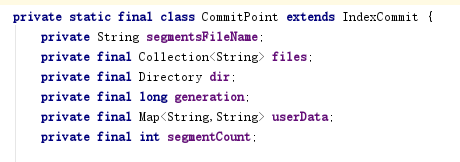 private static final class CommitPoint extends IndexCommit {
private String segmentsFileName;
private final Collection<String> files;
private final Directory dir;
private final long generation;
private final Map<String,String> userData;
private final int segmentCount;